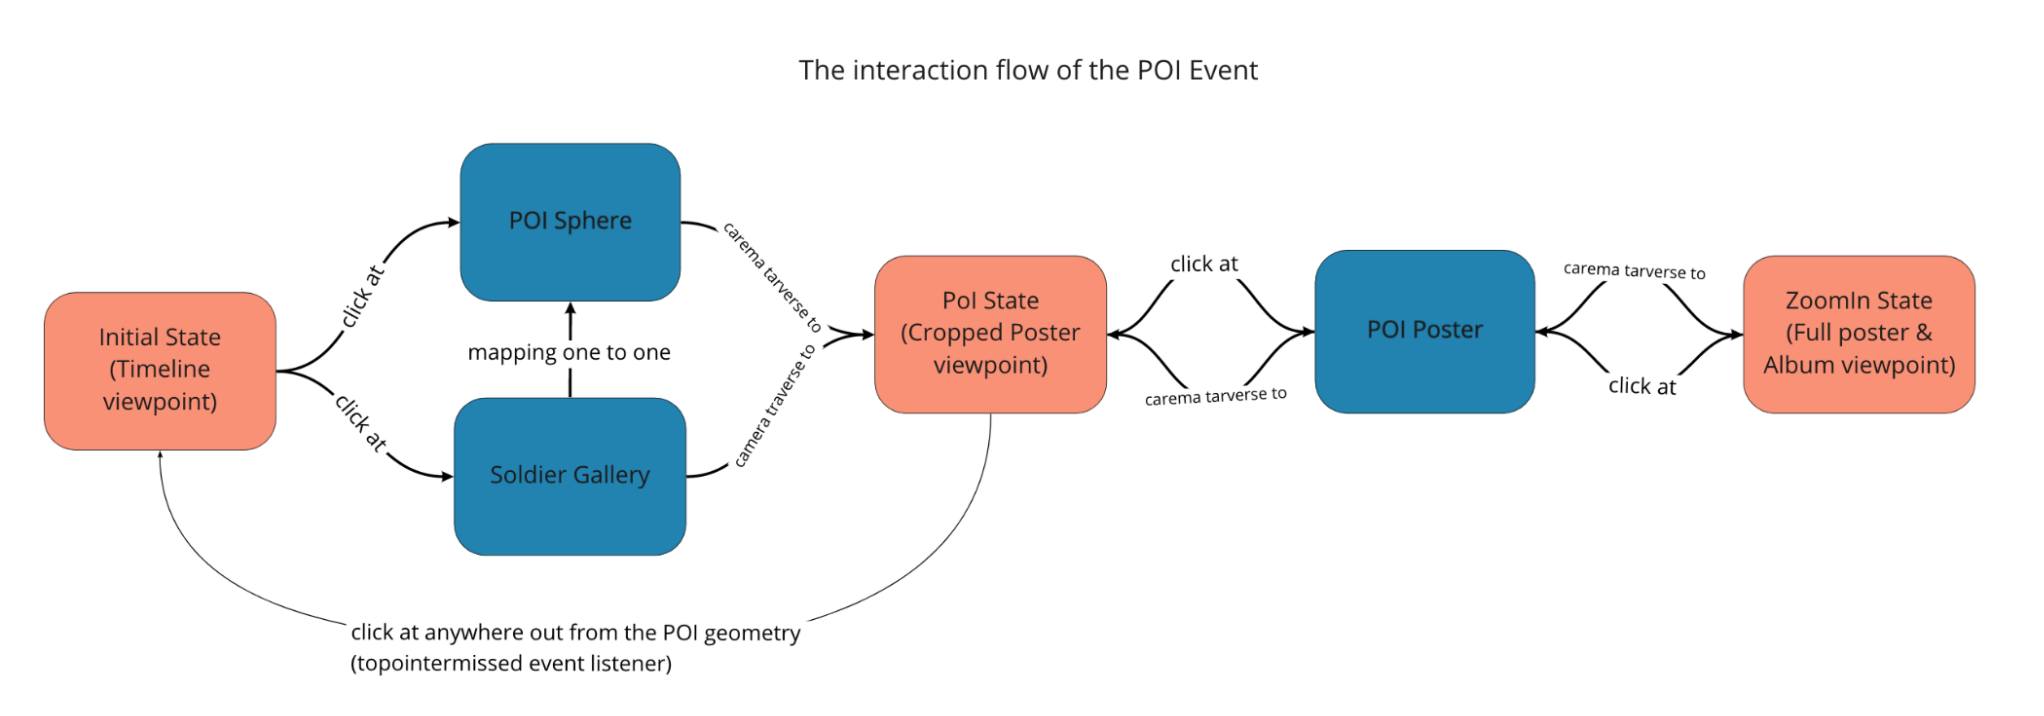 The interaction flow of the POI Event
Initial State
(Timeline
viewpoint)
click at
click at
POI Sphere
mapping one to one
Soldier Gallery
carema tarverse to
camera traverse to
PoI State
(Cropped Poster
viewpoint)
click at
carema tarverse to
POI Poster
carema tarverse to
click at
ZoomIn State
(Full poster &
Album viewpoint)
click at anywhere out from the POI geometry
(topointermissed event listener)